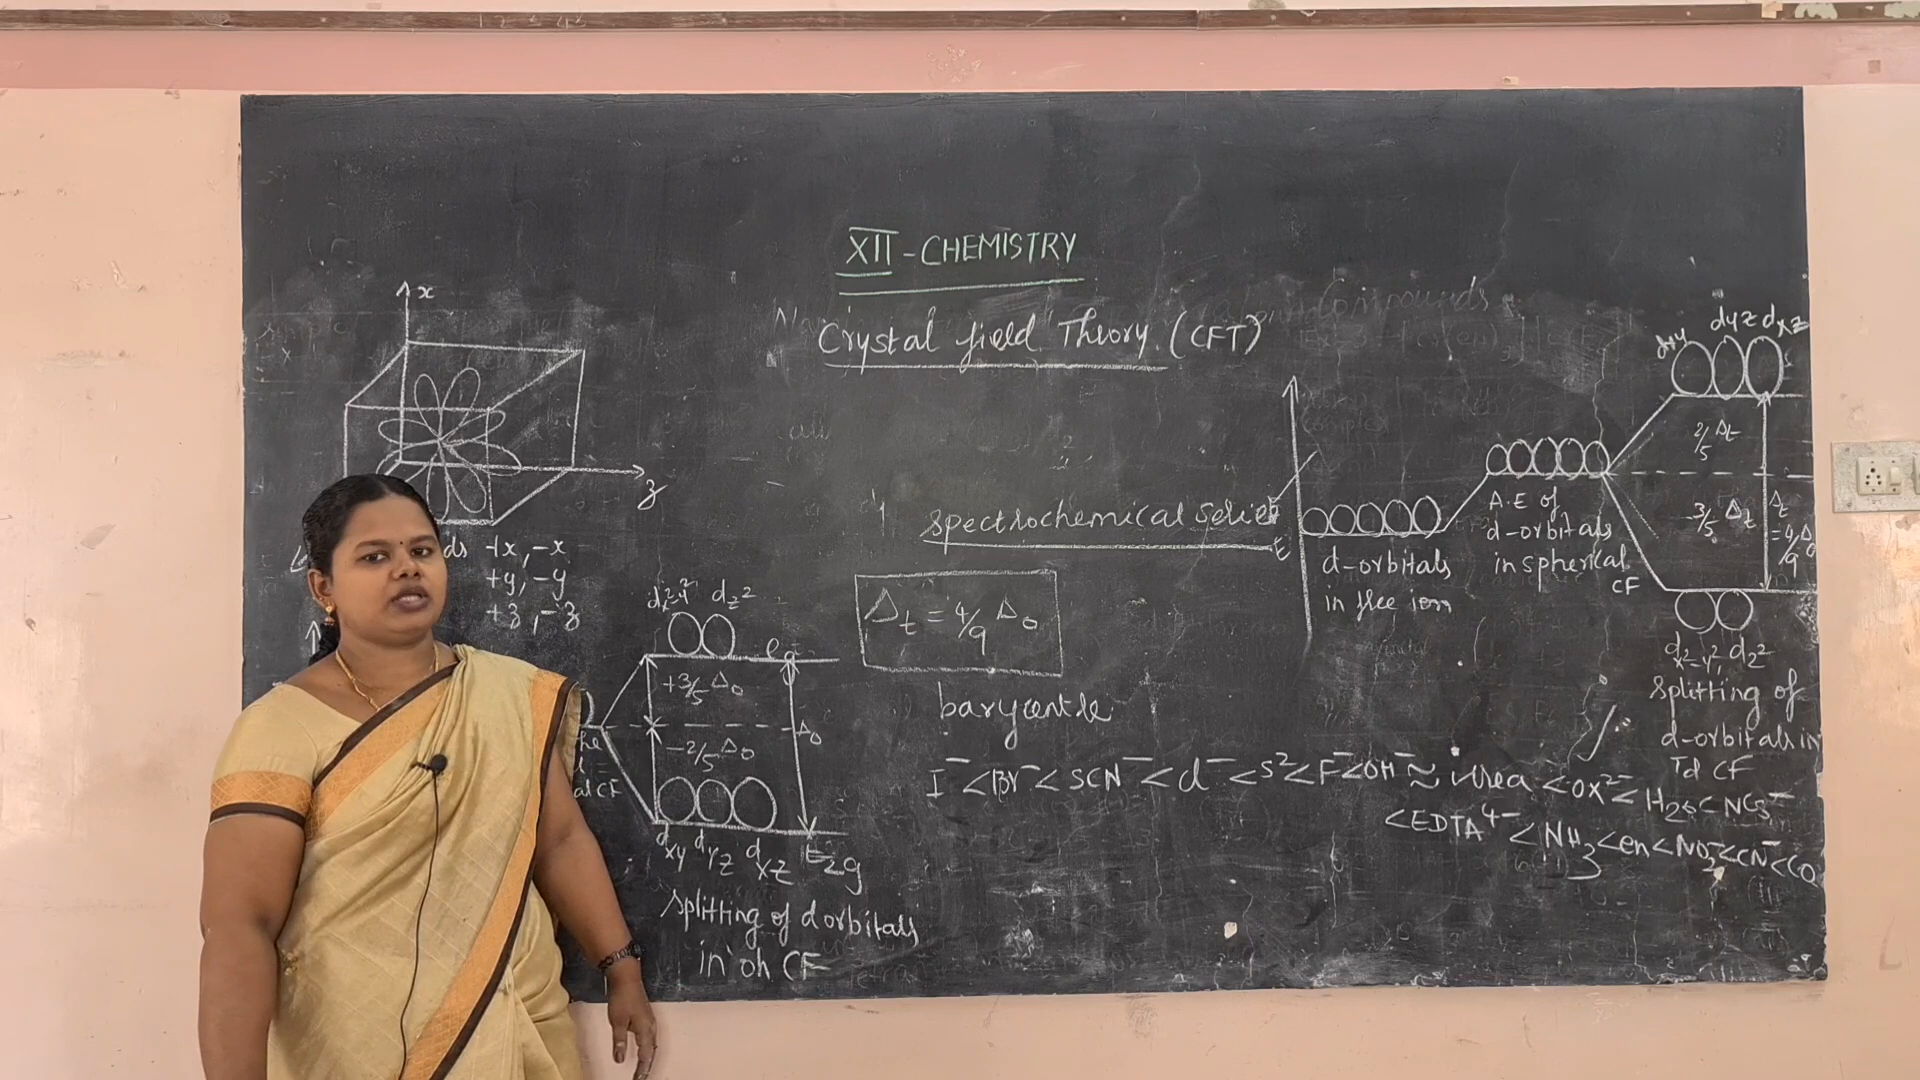 XII-CHEMISTRY
Crystal field Theory (CFT)
x
z
+x, -x
+y, -y
+z, -z
dx²-y² dz²
eg
+3/5 Δo
Δo
-2/5 Δo
dxy dyz dxz t2g
splitting of d orbitals
in oh CF
spectrochemical series
Δt = 4/9 Δo
barycentre
I⁻ < Br⁻ < SCN⁻ < Cl⁻ < S²⁻ < F⁻ < OH⁻ ≈ urea < OX²⁻ < H2O < NCS⁻
< EDTA⁴⁻ < NH3 < en < NO2⁻ < CN⁻ < CO
E
d-orbitals
in free ion
A.E of
d-orbitals
in spherical
CF
dxy dyz dxz
2/5 Δt
3/5 Δt
Δt
= 4/9 Δo
dx²-y², dz²
splitting of
d-orbitals in
Td CF